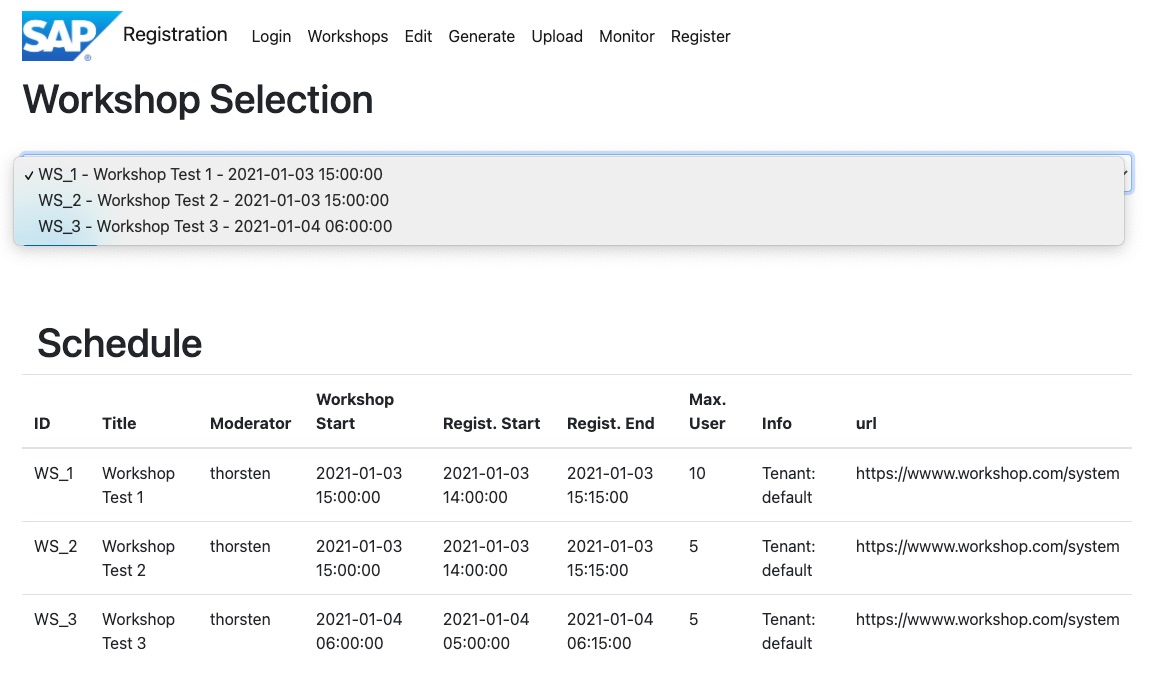 SAP ® Registration Login Workshops Edit Generate Upload Monitor Register
Workshop Selection
✓ WS_1 - Workshop Test 1 - 2021-01-03 15:00:00
WS_2 - Workshop Test 2 - 2021-01-03 15:00:00
WS_3 - Workshop Test 3 - 2021-01-04 06:00:00
Schedule
Workshop Max.
ID Title Moderator Start Regist. Start Regist. End User Info url
WS_1 Workshop thorsten 2021-01-03 2021-01-03 2021-01-03 10 Tenant: https://wwww.workshop.com/system
Test 1 15:00:00 14:00:00 15:15:00 default
WS_2 Workshop thorsten 2021-01-03 2021-01-03 2021-01-03 5 Tenant: https://wwww.workshop.com/system
Test 2 15:00:00 14:00:00 15:15:00 default
WS_3 Workshop thorsten 2021-01-04 2021-01-04 2021-01-04 5 Tenant: https://wwww.workshop.com/system
Test 3 06:00:00 05:00:00 06:15:00 default